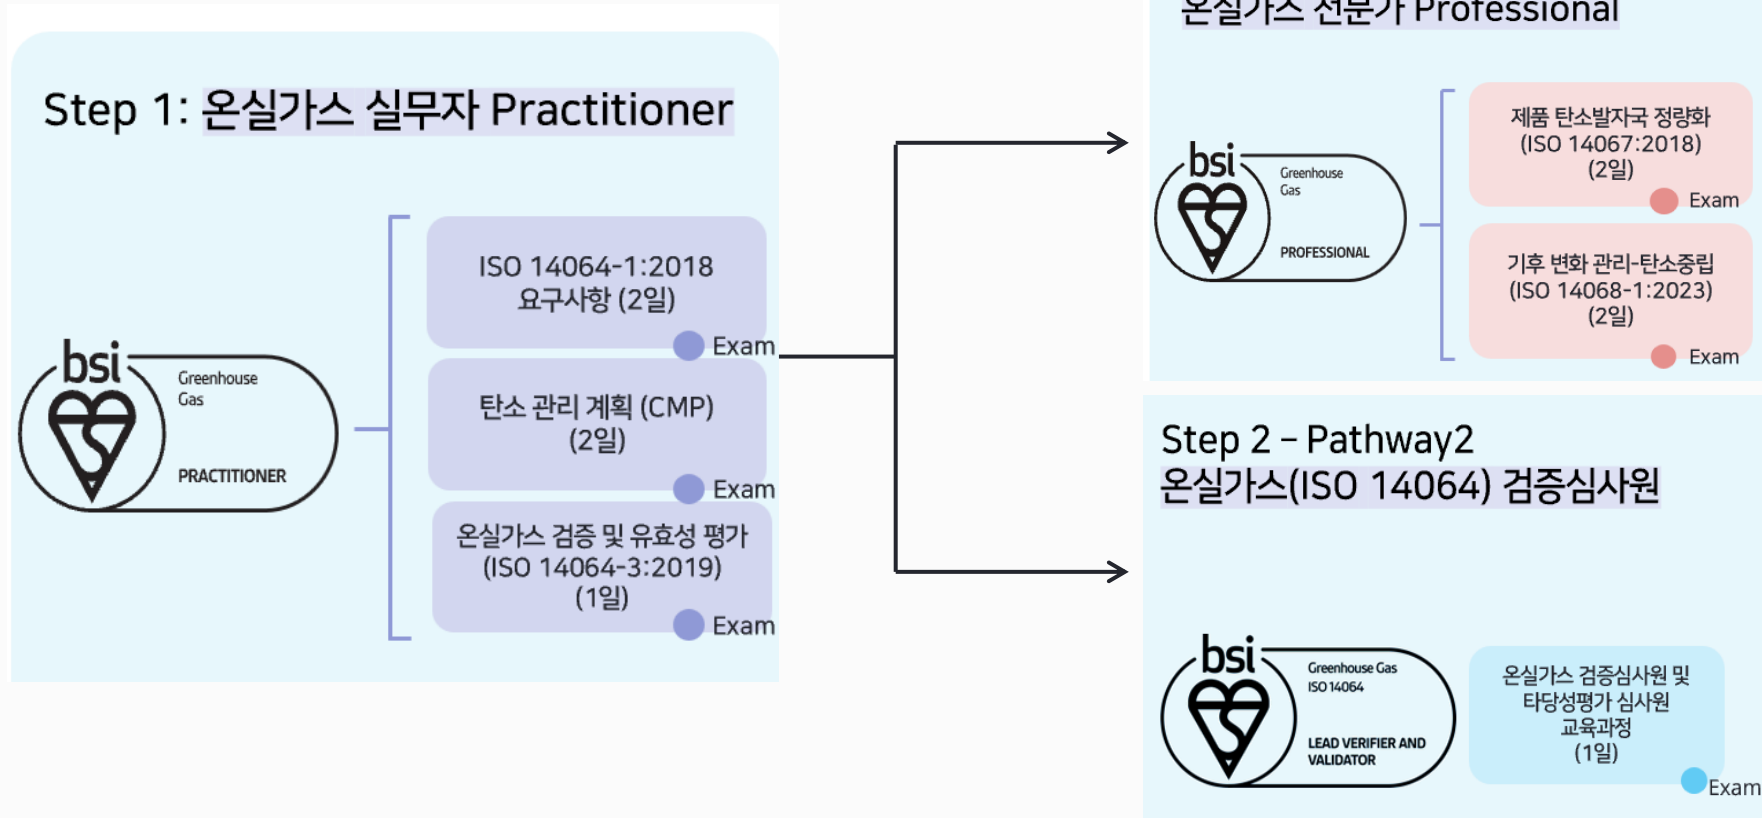 Step 1: 온실가스 실무자 Practitioner
bsi
Greenhouse
Gas
PRACTITIONER
ISO 14064-1:2018
요구사항 (2일)
Exam
탄소 관리 계획 (CMP)
(2일)
Exam
온실가스 검증 및 유효성 평가
(ISO 14064-3:2019)
(1일)
Exam
온실가스 전문가 Professional
bsi
Greenhouse
Gas
PROFESSIONAL
제품 탄소발자국 정량화
(ISO 14067:2018)
(2일)
Exam
기후 변화 관리-탄소중립
(ISO 14068-1:2023)
(2일)
Exam
Step 2 – Pathway2
온실가스(ISO 14064) 검증심사원
bsi
Greenhouse Gas
ISO 14064
LEAD VERIFIER AND
VALIDATOR
온실가스 검증심사원 및
타당성평가 심사원
교육과정
(1일)
Exam